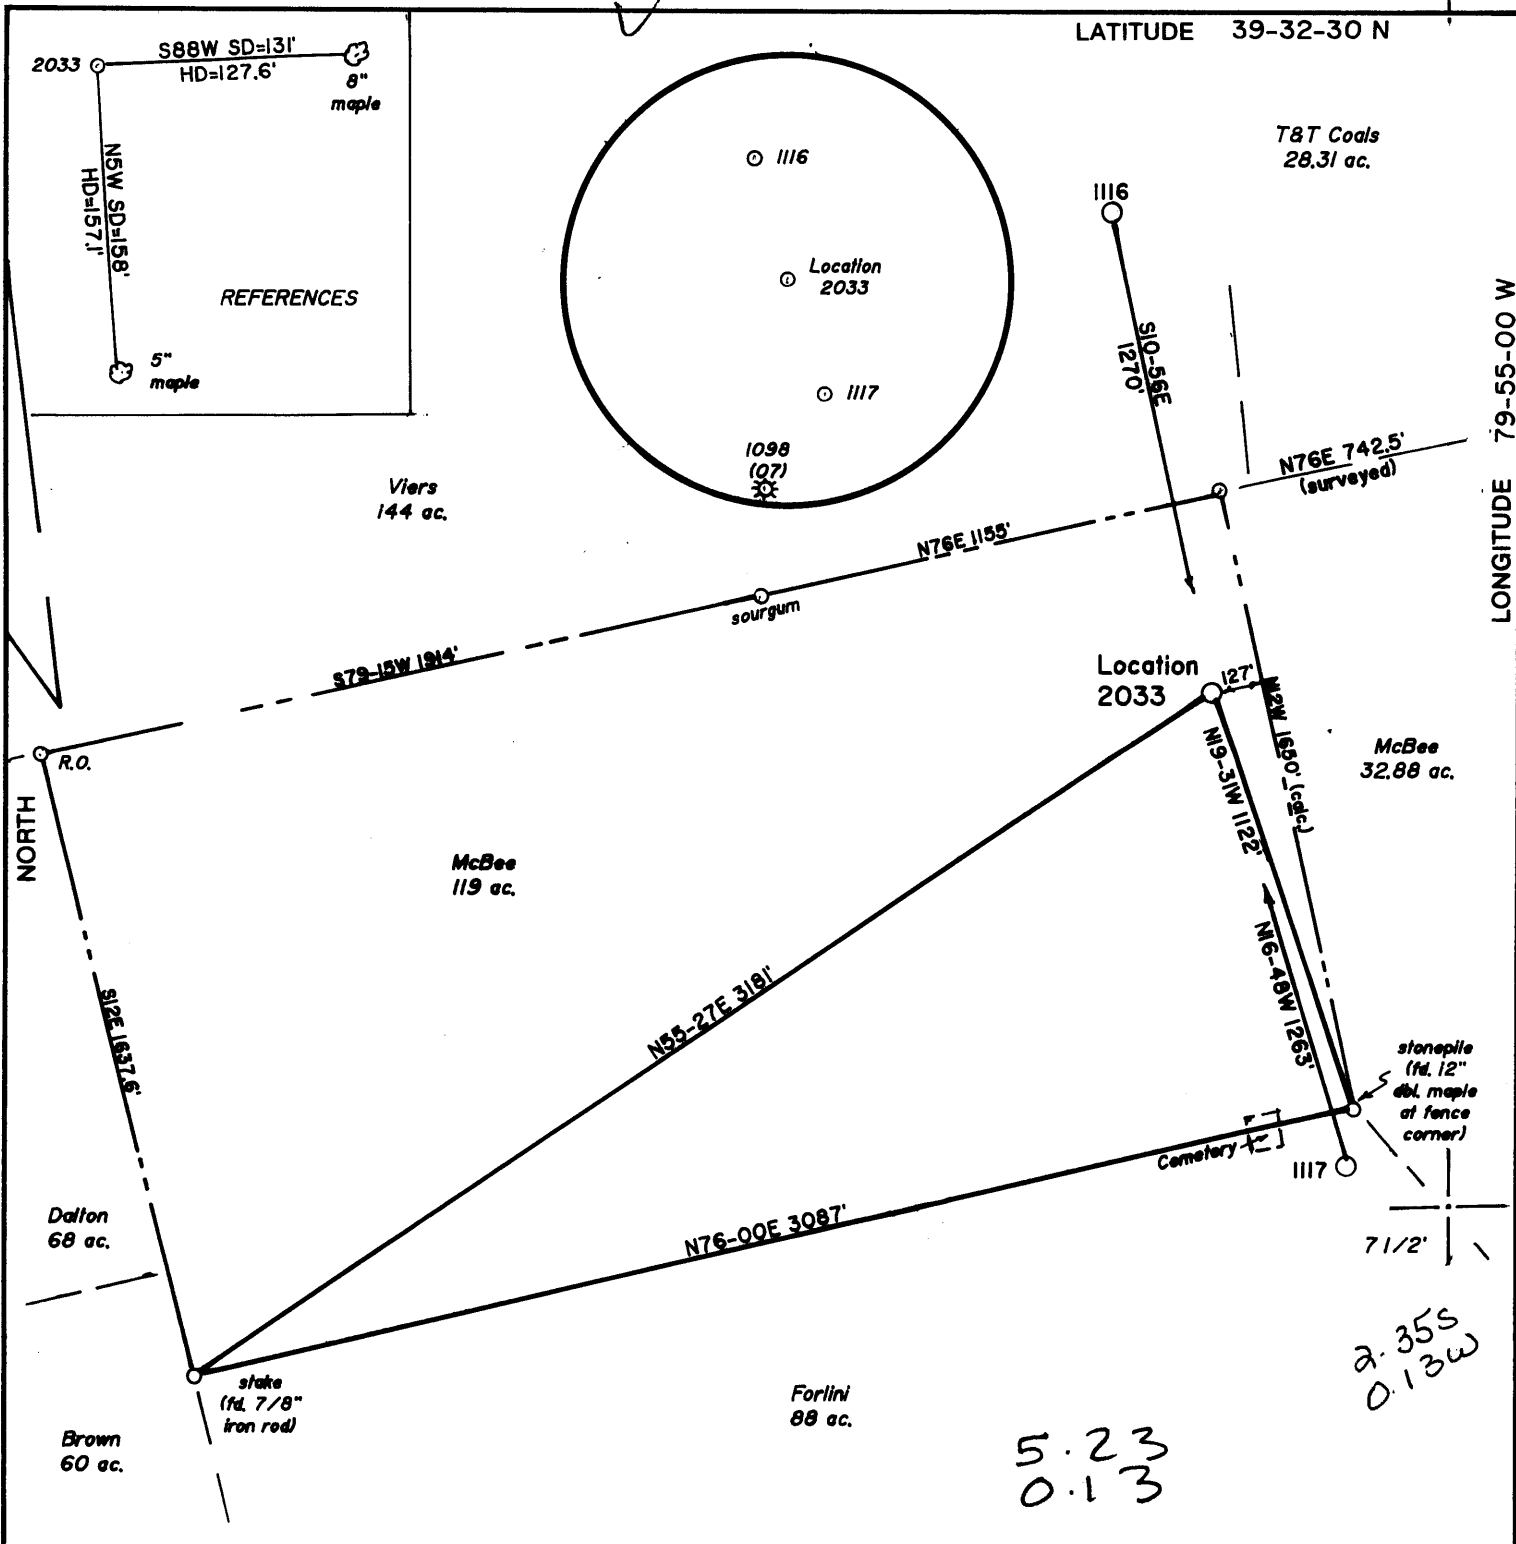 LATITUDE 39-32-30 N
2033
S88W SD=131'
HD=127.6'
8"
maple
N5W SD=158'
HD=157.1'
5"
maple
REFERENCES
1116
Location
2033
1117
1098
(07)
T&T Coals
28.31 ac.
1116
S10-56E
1270'
LONGITUDE 79-55-00 W
N76E 742.5'
(surveyed)
Viers
144 ac.
N76E 1155'
sourgum
S79-15W 1914'
R.O.
NORTH
Location
2033
127'
N12W 1650' (calc.)
N19-31W 1122'
McBee
32.88 ac.
McBee
119 ac.
N55-27E 3181'
S12E 1637.6'
N16-48W 1263'
stonepile
(fd. 12"
dbl. maple
at fence
corner)
Cemetery
1117
N76-00E 3087'
7 1/2'
Dalton
68 ac.
stake
(fd. 7/8"
iron rod)
Brown
60 ac.
Forlini
88 ac.
2.35S
0.13W
5.23
0.13